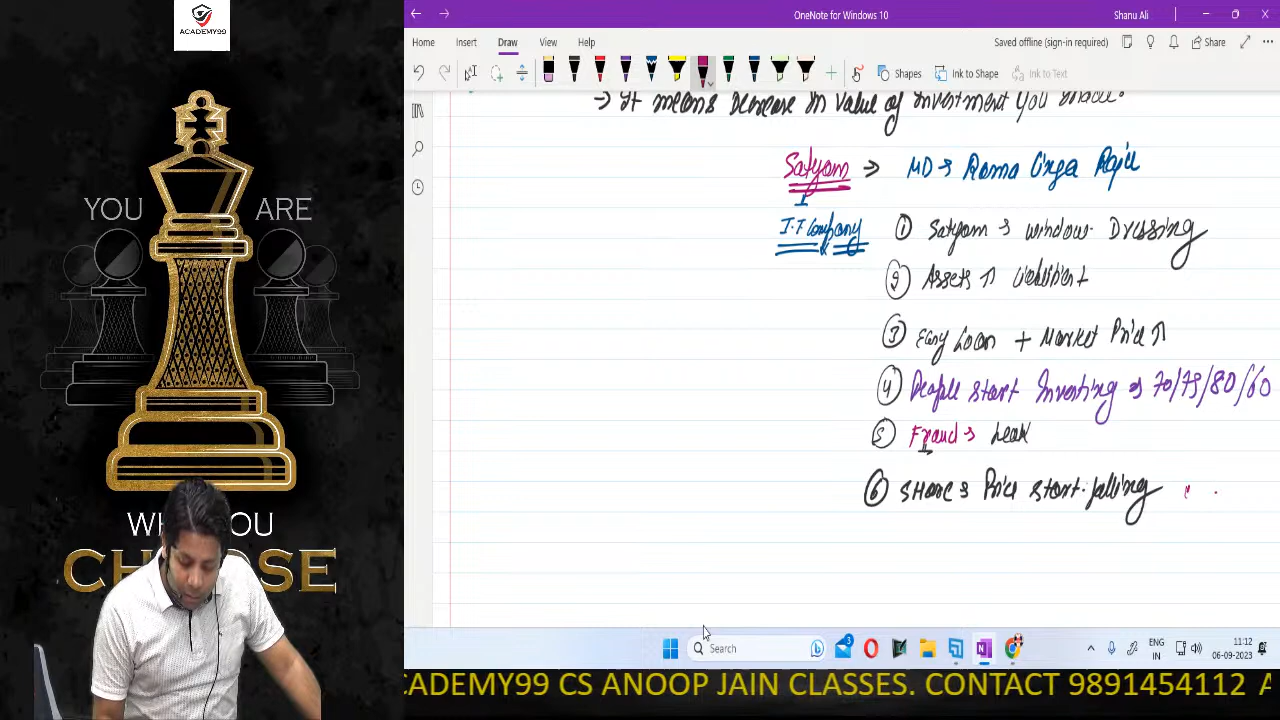 ACADEMY99
YOU ARE
WH YOU
CH SE
OneNote for Windows 10
Shanu Ali
Home Insert Draw View Help
Saved offline (sign-in required)
Share
Shapes
Ink to Shape
Ink to Text
→ It means Decrease in Value of Investment You
Satyam → MD → Rama Raju
I.T Company
① Satyam → window Dressing
② Assets ↑
③ Easy Loan + Market Price ↑
④ People start Investing → 70/75/80/60
⑤ Fraud → Leak
⑥ Share → Price start falling
Search
3
ENG
IN
11:12
06-09-2023
CADEMY99 CS ANOOP JAIN CLASSES. CONTACT 9891454112 A